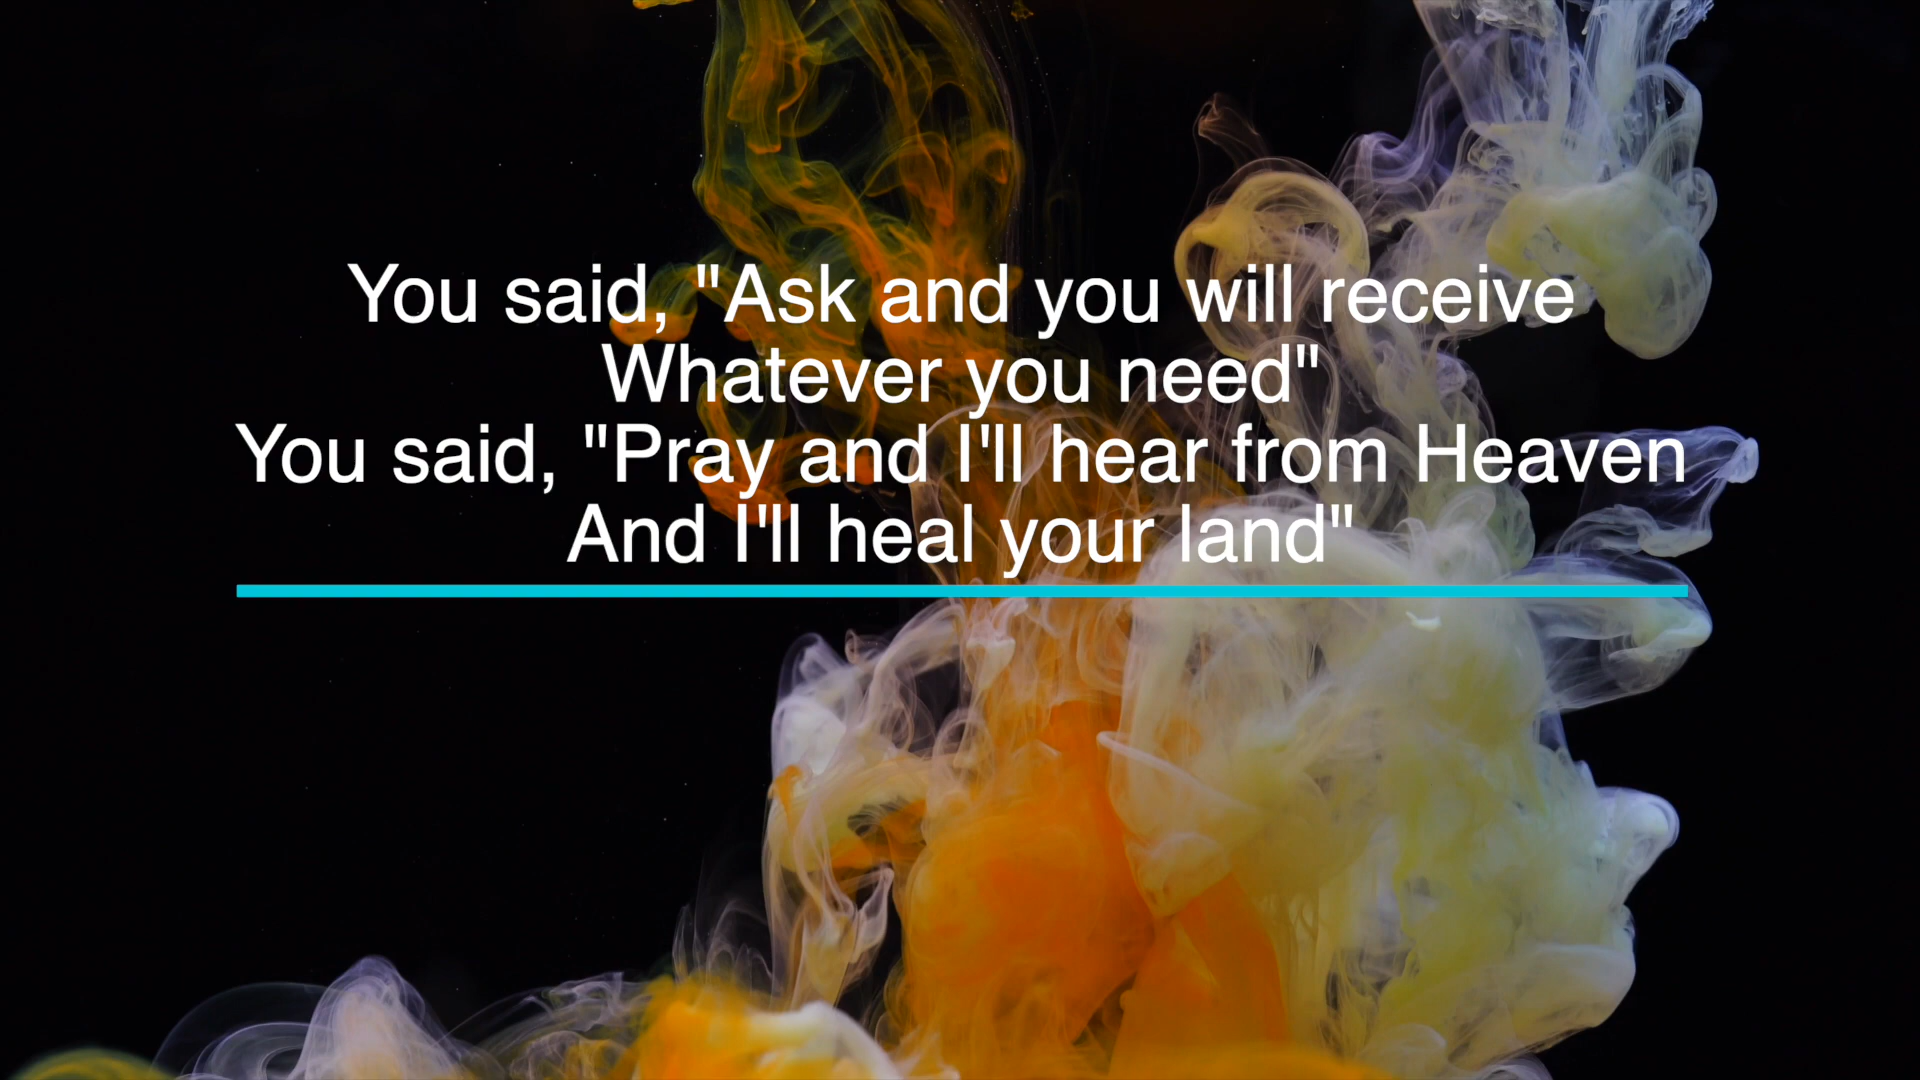 You said, "Ask and you will receive
Whatever you need"
You said, "Pray and I'll hear from Heaven
And I'll heal your land"